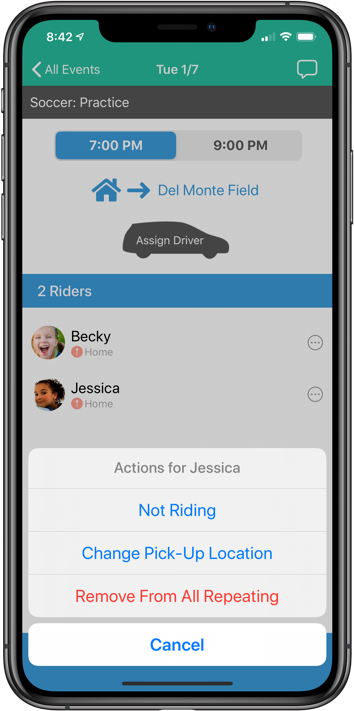 8:42
All Events
Tue 1/7
Soccer: Practice
7:00 PM
9:00 PM
Del Monte Field
Assign Driver
2 Riders
Becky
! Home
Jessica
! Home
Actions for Jessica
Not Riding
Change Pick-Up Location
Remove From All Repeating
Cancel